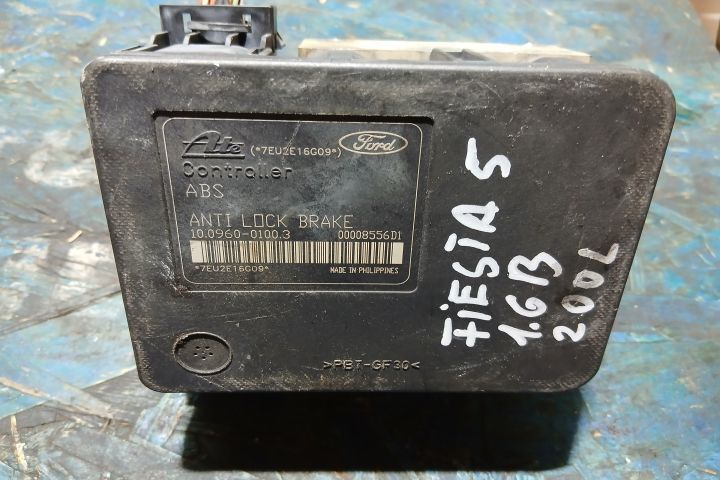 Ate (*7EU2E16G09*) Ford
Controller
ABS
ANTI LOCK BRAKE
10.0960-0100.3 00008556D1
*7EU2E16G09* MADE IN PHILIPPINES
>PBT-GF30<
FIESTA 5
1.6B
2002